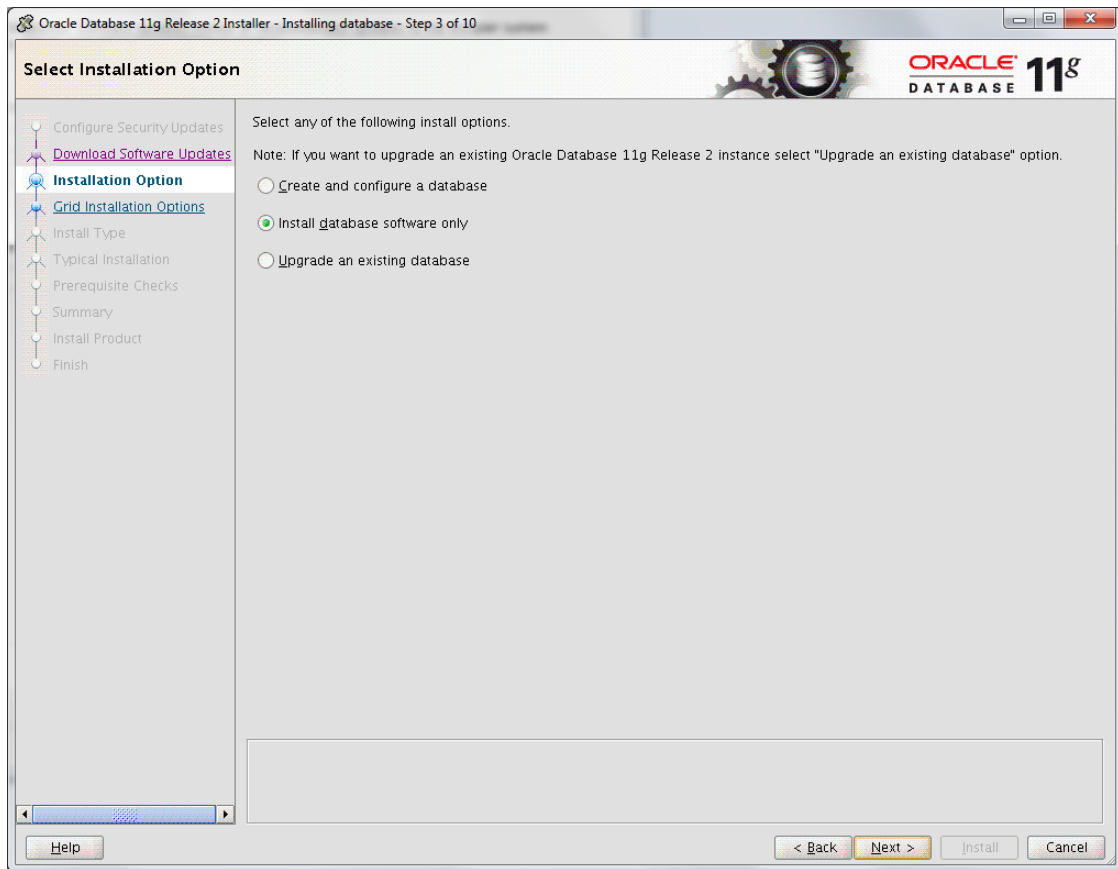 Oracle Database 11g Release 2 Installer - Installing database - Step 3 of 10
Select Installation Option
ORACLE
DATABASE
11g
Configure Security Updates
Download Software Updates
Installation Option
Grid Installation Options
Install Type
Typical Installation
Prerequisite Checks
Summary
Install Product
Finish
Select any of the following install options.
Note: If you want to upgrade an existing Oracle Database 11g Release 2 instance select "Upgrade an existing database" option.
Create and configure a database
Install database software only
Upgrade an existing database
Help
< Back
Next >
Install
Cancel